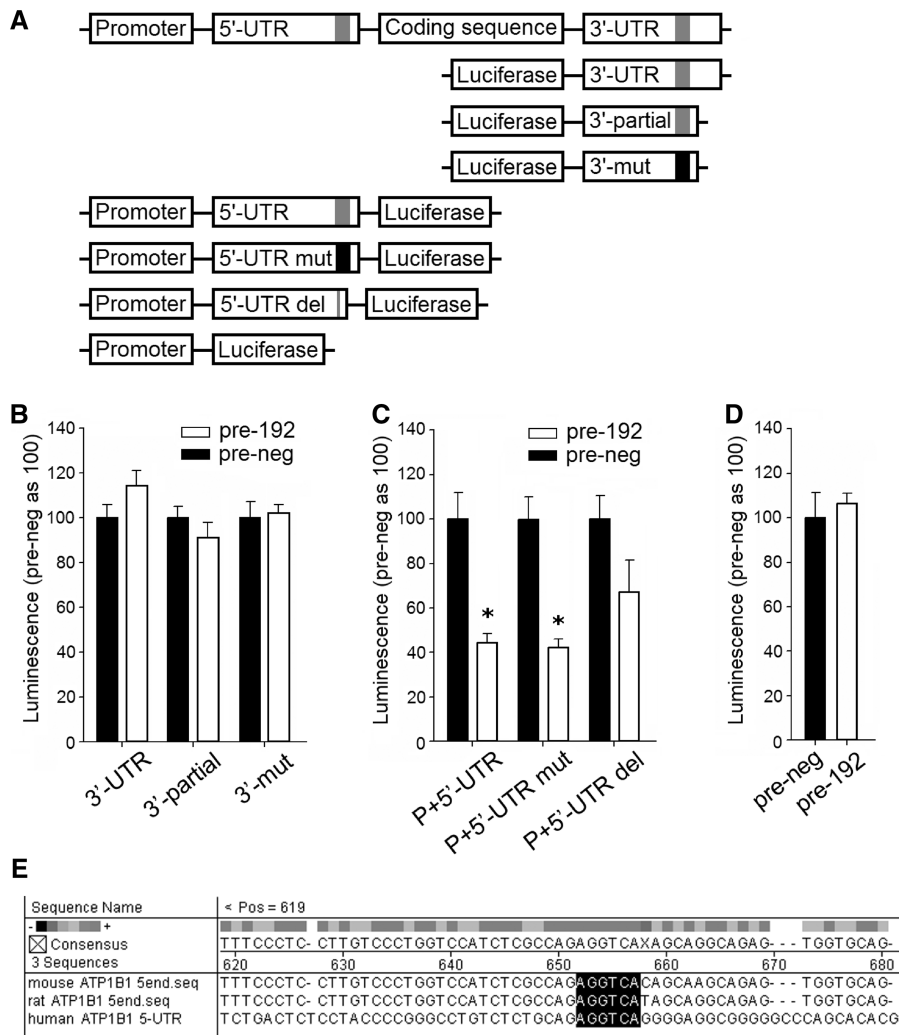 A
Promoter 5'-UTR Coding sequence 3'-UTR
Luciferase 3'-UTR
Luciferase 3'-partial
Luciferase 3'-mut
Promoter 5'-UTR Luciferase
Promoter 5'-UTR mut Luciferase
Promoter 5'-UTR del Luciferase
Promoter Luciferase
B
Luminescence (pre-neg as 100)
140
120
100
80
60
40
20
0
pre-192
pre-neg
3'-UTR
3'-partial
3'-mut
C
Luminescence (pre-neg as 100)
140
120
100
80
60
40
20
0
pre-192
pre-neg
*
*
P+5'-UTR
P+5'-UTR mut
P+5'-UTR del
D
Luminescence (pre-neg as 100)
140
120
100
80
60
40
20
0
pre-neg
pre-192
E
Sequence Name < Pos = 619
- +
Consensus TTTCCCTC- CTTGTCCCTGGTCCATCTCTCGCCAGAGGTCAXAGCAGGCAGAG- - - TGGTGCAG-
3 Sequences 620 630 640 650 660 670 680
mouse ATP1B1 5end.seq TTTCCCTC- CTTGTCCCTGGTCCATCTCTCGCCAGAGGTCACAGCAAGCAGAG- - - TGGTGCAG-
rat ATP1B1 5end.seq TTTCCCTC- CTTGTCCCTGGTCCATCTCTCGCCAGAGGTCATAGCAGGCAGAG- - - TGGTGCAG-
human ATP1B1 5-UTR TCTGACTCTCCTACCCCGGGCCTGTCATCTCTGCAGAGGTCAGGGGAGGCGGGGGCCCAGCACACG